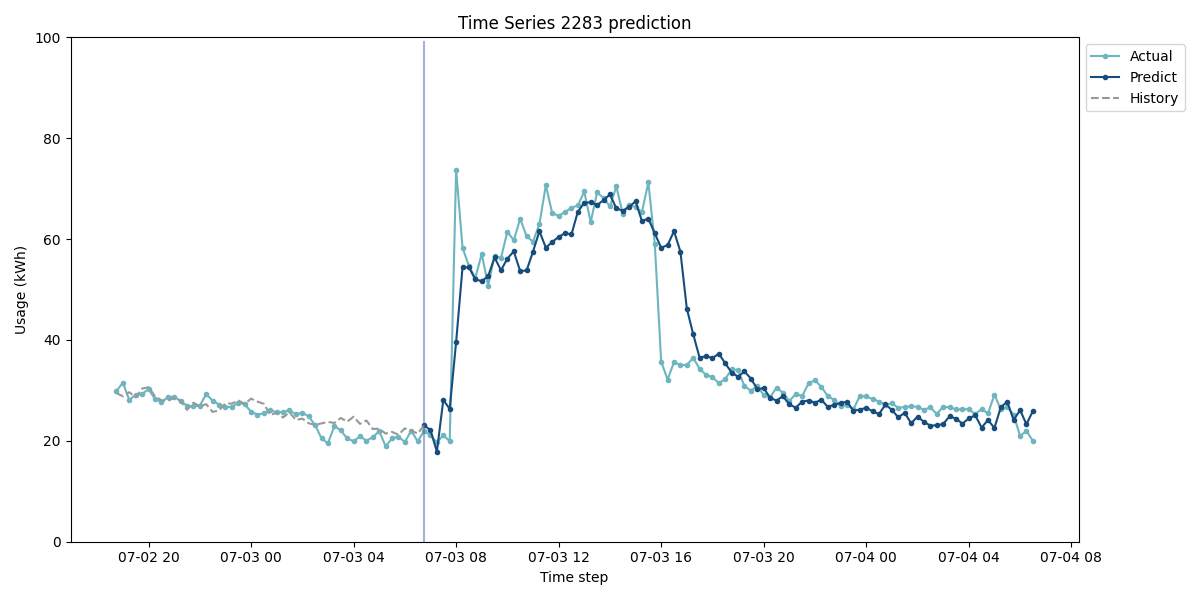 Time Series 2283 prediction
100
80
60
40
20
0
Usage (kWh)
07-02 20
07-03 00
07-03 04
07-03 08
07-03 12
07-03 16
07-03 20
07-04 00
07-04 04
07-04 08
Time step
Actual
Predict
History